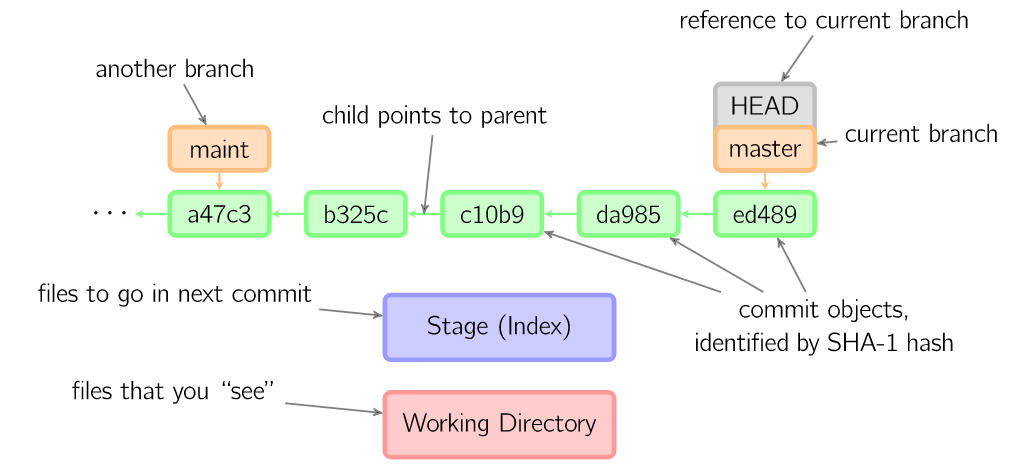 reference to current branch
another branch
HEAD
child points to parent
current branch
maint
master
... a47c3 b325c c10b9 da985 ed489
files to go in next commit
Stage (Index)
commit objects,
identified by SHA-1 hash
files that you “see”
Working Directory